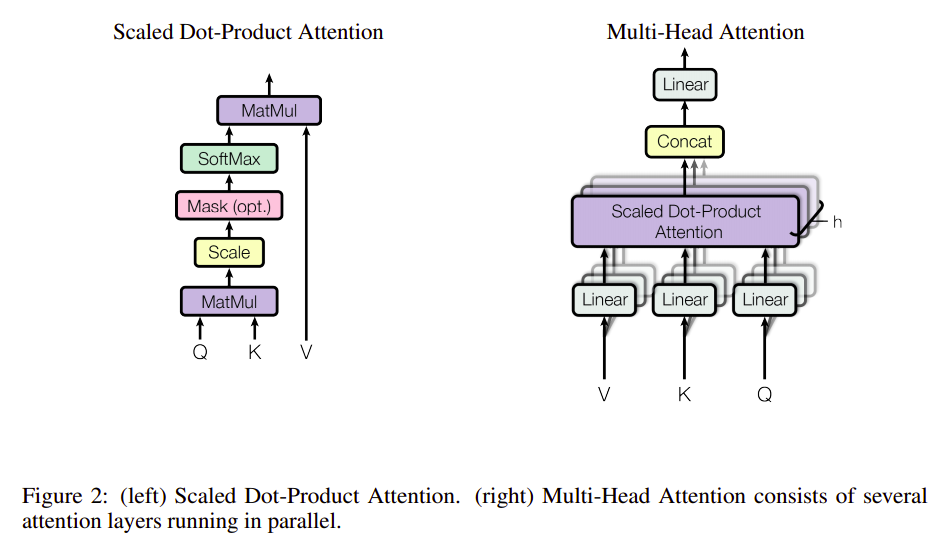 Scaled Dot-Product Attention
MatMul
SoftMax
Mask (opt.)
Scale
MatMul
Q K V
Multi-Head Attention
Linear
Concat
Scaled Dot-Product
Attention
h
Linear Linear Linear
V K Q
Figure 2: (left) Scaled Dot-Product Attention. (right) Multi-Head Attention consists of several
attention layers running in parallel.